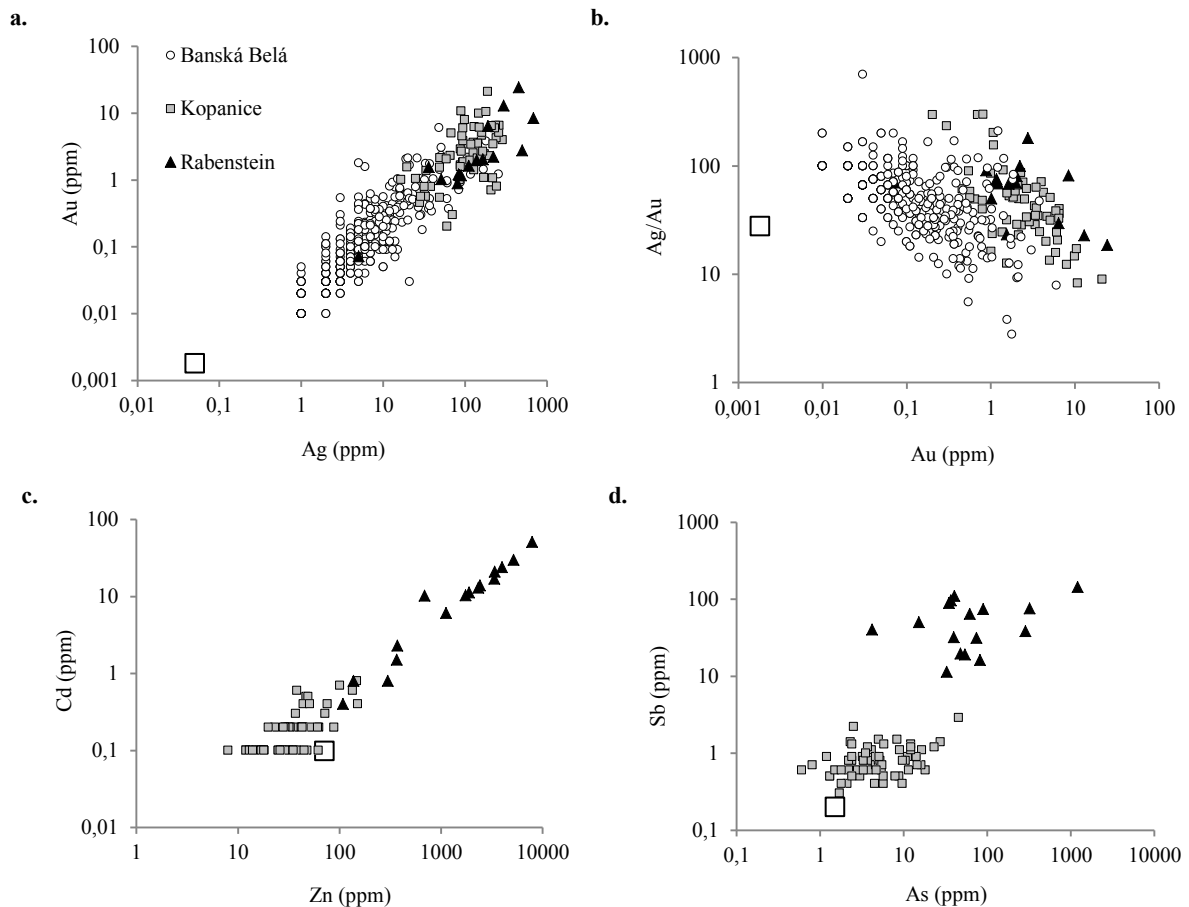 a.
100
10
1
0,1
0,01
0,001
Au (ppm)
0,01
0,1
1
10
100
1000
Ag (ppm)
Banská Belá
Kopanice
Rabenstein
b.
1000
100
10
1
Ag/Au
0,001
0,01
0,1
1
10
100
Au (ppm)
c.
100
10
1
0,1
0,01
Cd (ppm)
1
10
100
1000
10000
Zn (ppm)
d.
1000
100
10
1
0,1
Sb (ppm)
0,1
1
10
100
1000
10000
As (ppm)